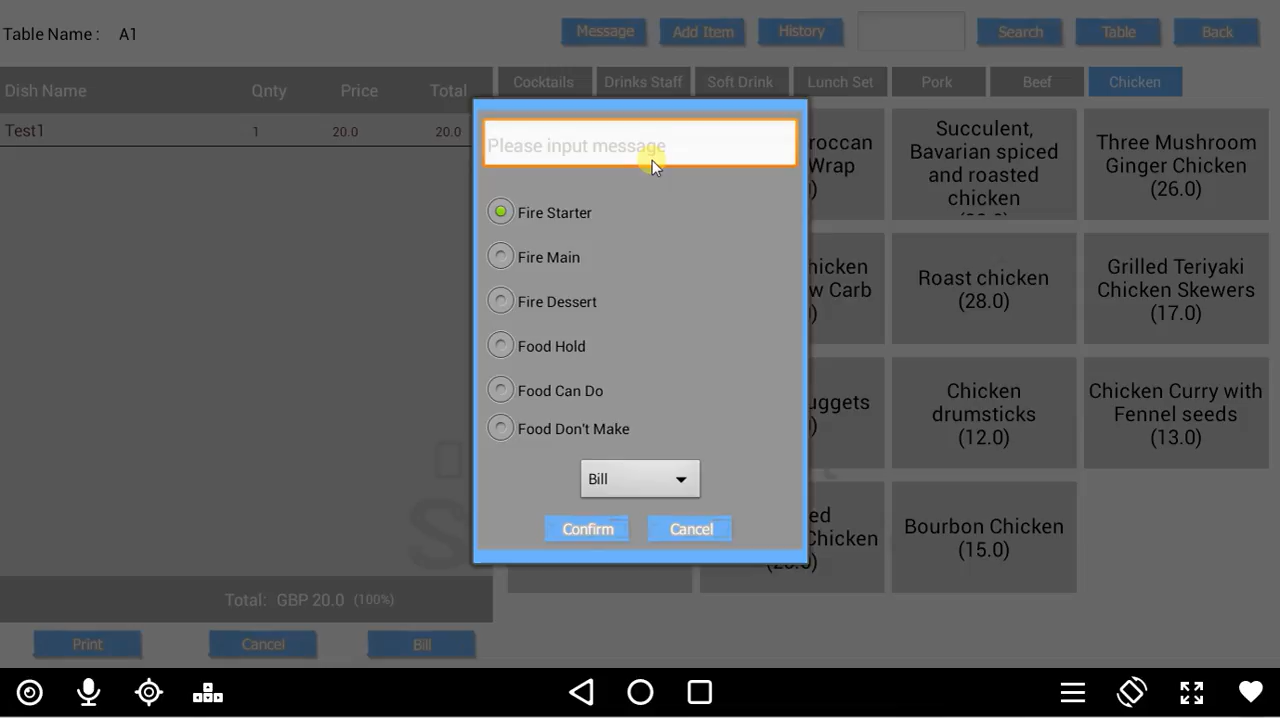 Table Name : A1
Message
Add Item
History
Search
Table
Back
Dish Name Qnty Price Total
Test1 1 20.0 20.0
Total: GBP 20.0 (100%)
Print
Cancel
Bill
Cocktails
Drinks Staff
Soft Drink
Lunch Set
Pork
Beef
Chicken
Wrap
Succulent,
Bavarian spiced
and roasted
chicken
Three Mushroom
Ginger Chicken
(26.0)
Carb
Roast chicken
(28.0)
Grilled Teriyaki
Chicken Skewers
(17.0)
Chicken
drumsticks
(12.0)
Chicken Curry with
Fennel seeds
(13.0)
Chicken
Bourbon Chicken
(15.0)
Please input message
Fire Starter
Fire Main
Fire Dessert
Food Hold
Food Can Do
Food Don't Make
Bill
Confirm
Cancel